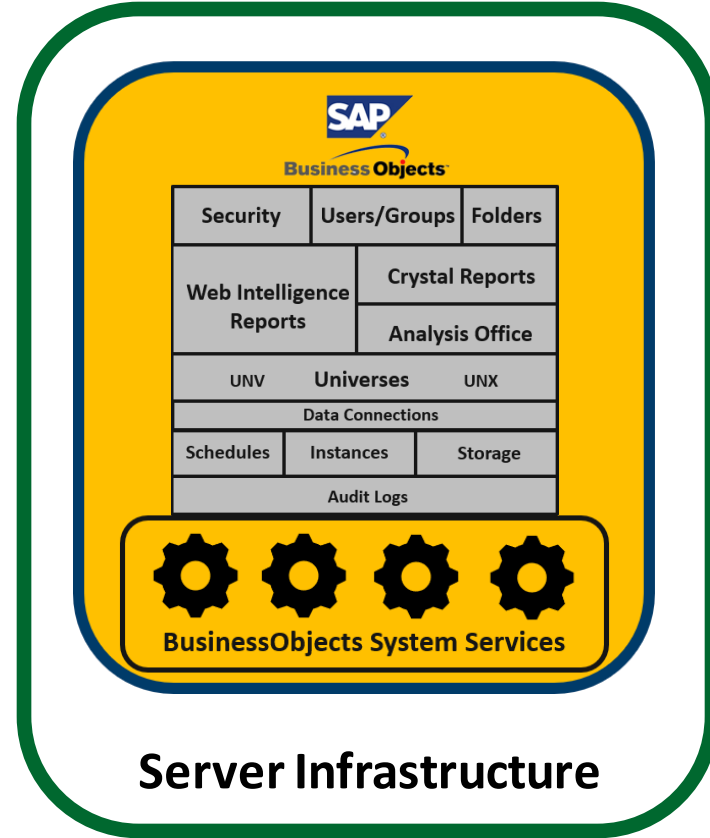 SAP
®
Business Objects™
Security Users/Groups Folders
Web Intelligence
Reports
Crystal Reports
Analysis Office
UNV Universes UNX
Data Connections
Schedules Instances Storage
Audit Logs
BusinessObjects System Services
Server Infrastructure